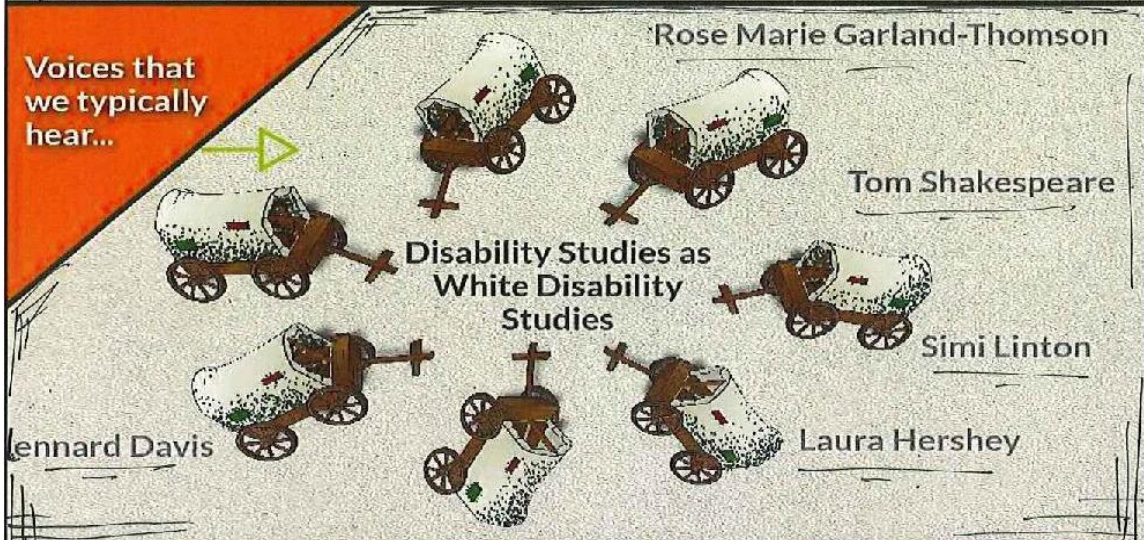 Voices that
we typically
hear...
Rose Marie Garland-Thomson
Tom Shakespeare
Disability Studies as
White Disability
Studies
Simi Linton
Laura Hershey
ennard Davis